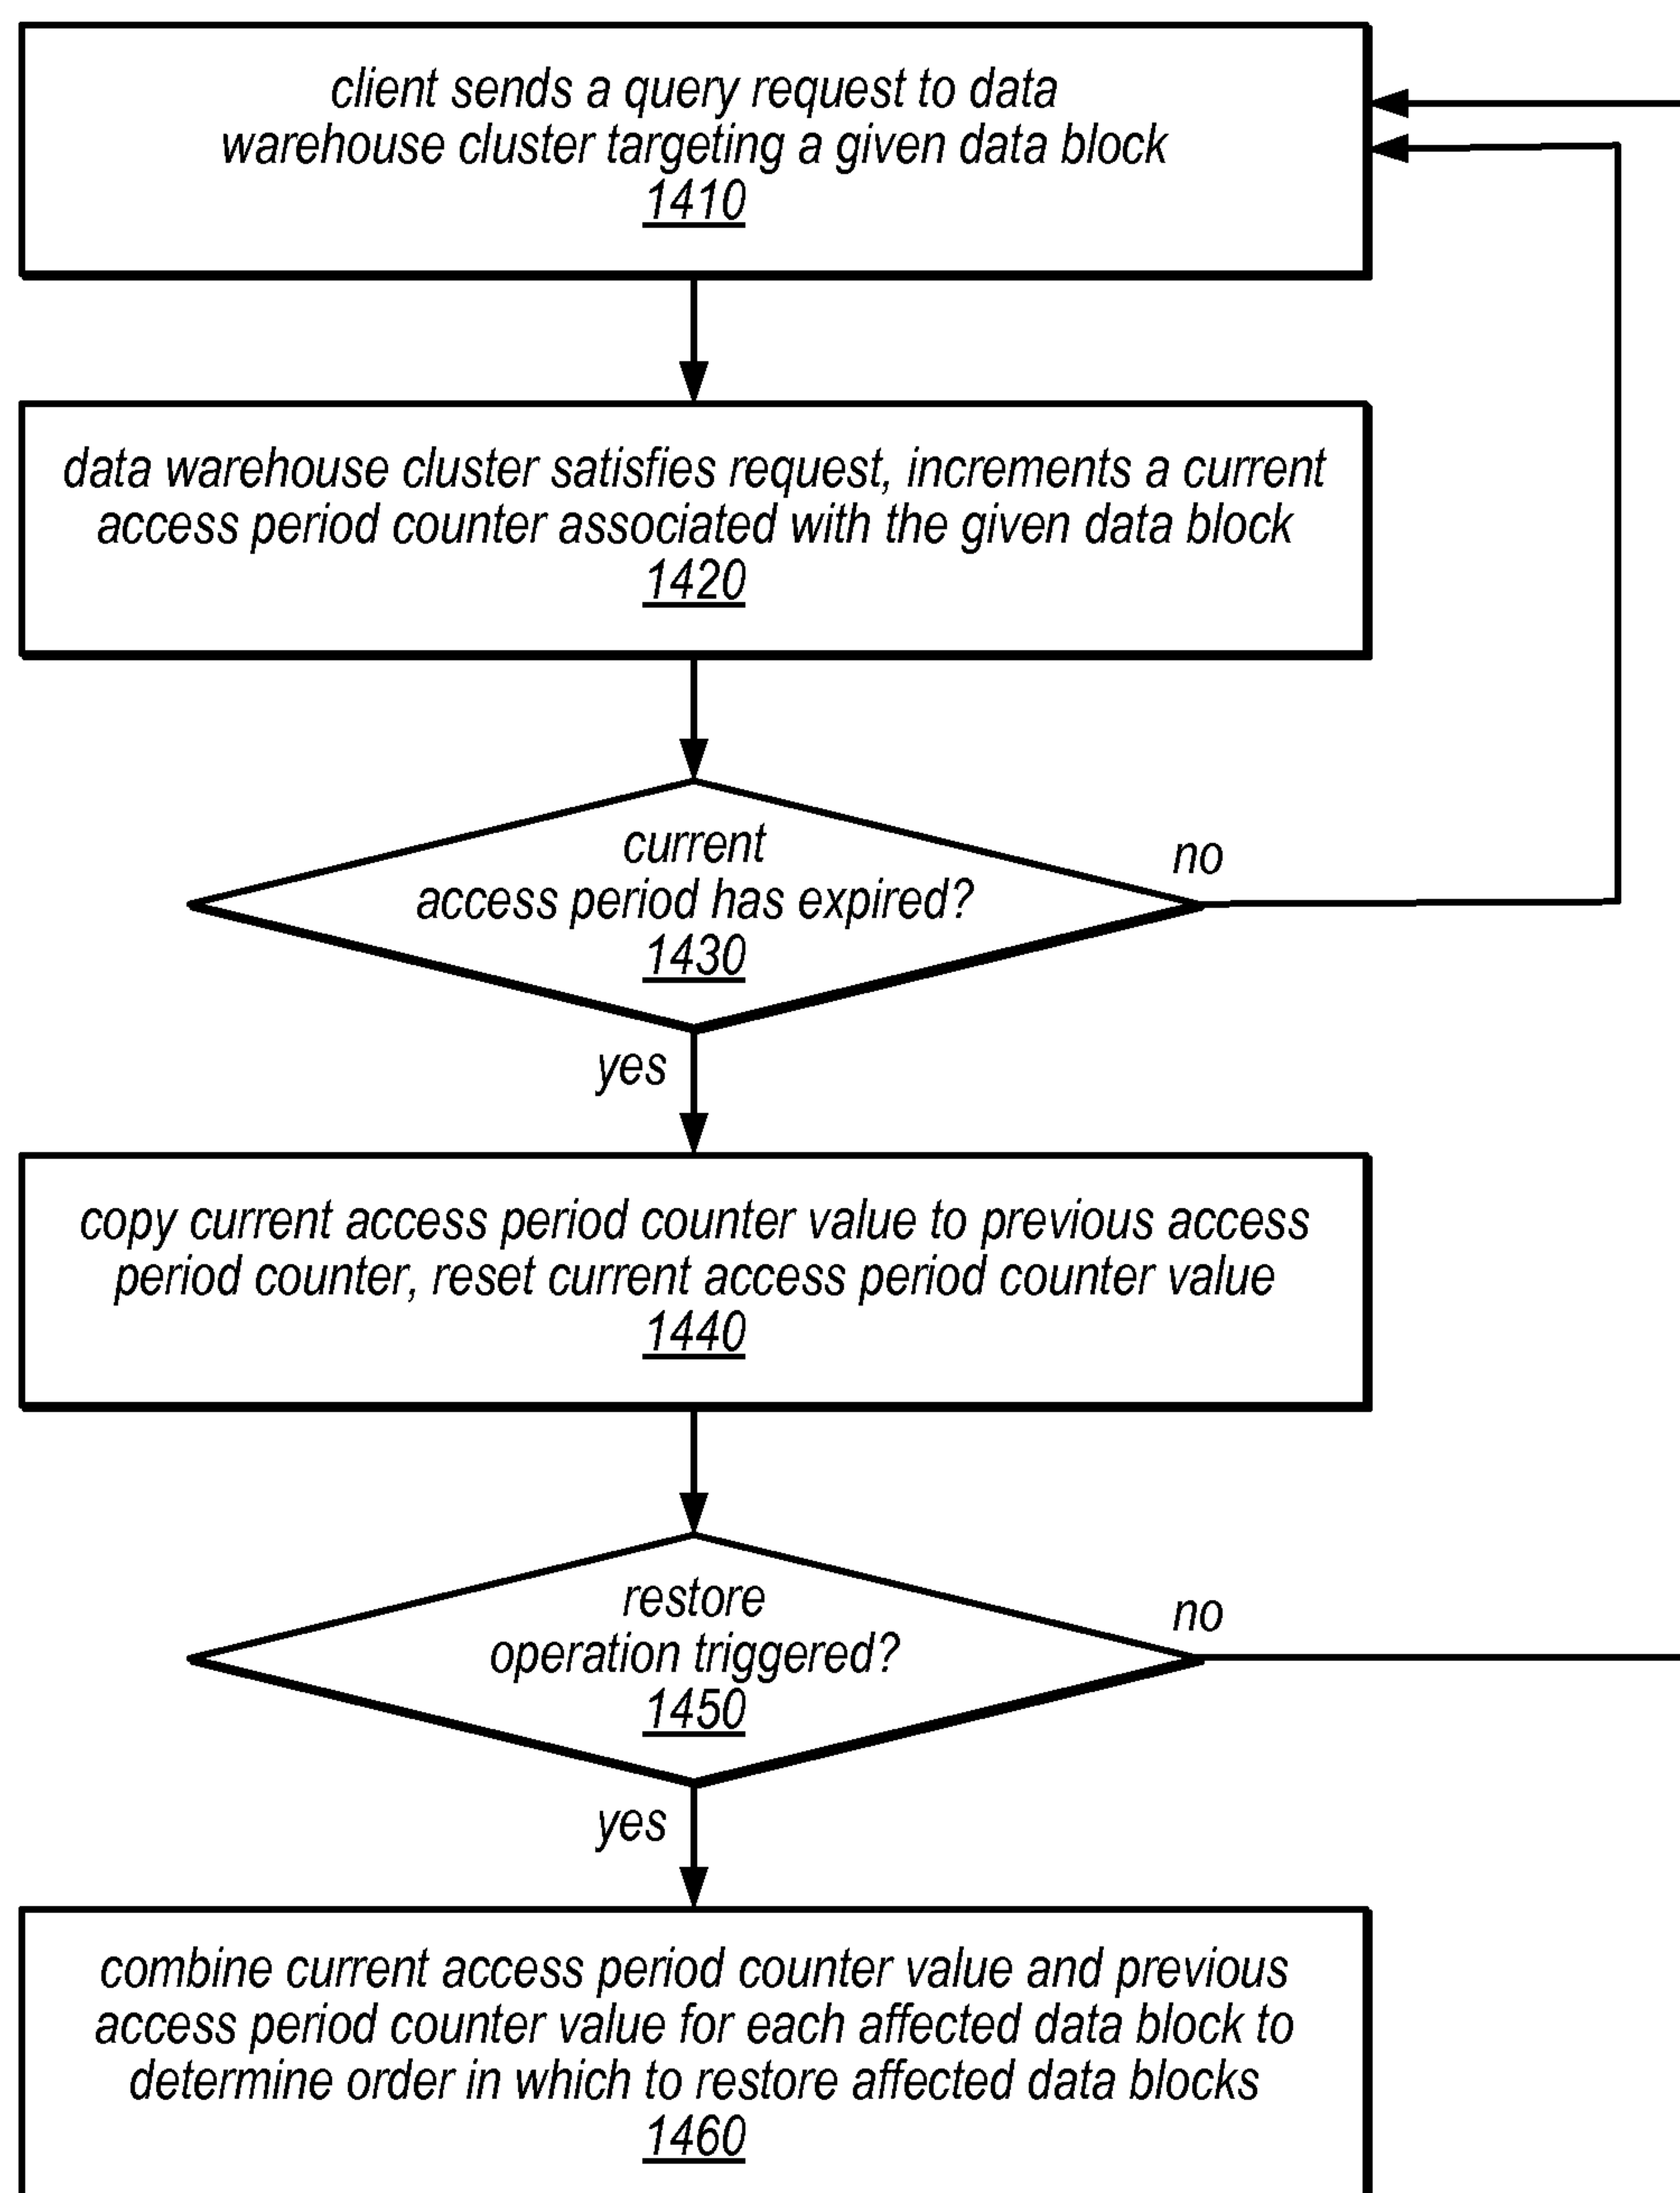 client sends a query request to data
warehouse cluster targeting a given data block
1410
data warehouse cluster satisfies request, increments a current
access period counter associated with the given data block
1420
current
access period has expired?
1430
no
yes
copy current access period counter value to previous access
period counter, reset current access period counter value
1440
restore
operation triggered?
1450
no
yes
combine current access period counter value and previous
access period counter value for each affected data block to
determine order in which to restore affected data blocks
1460